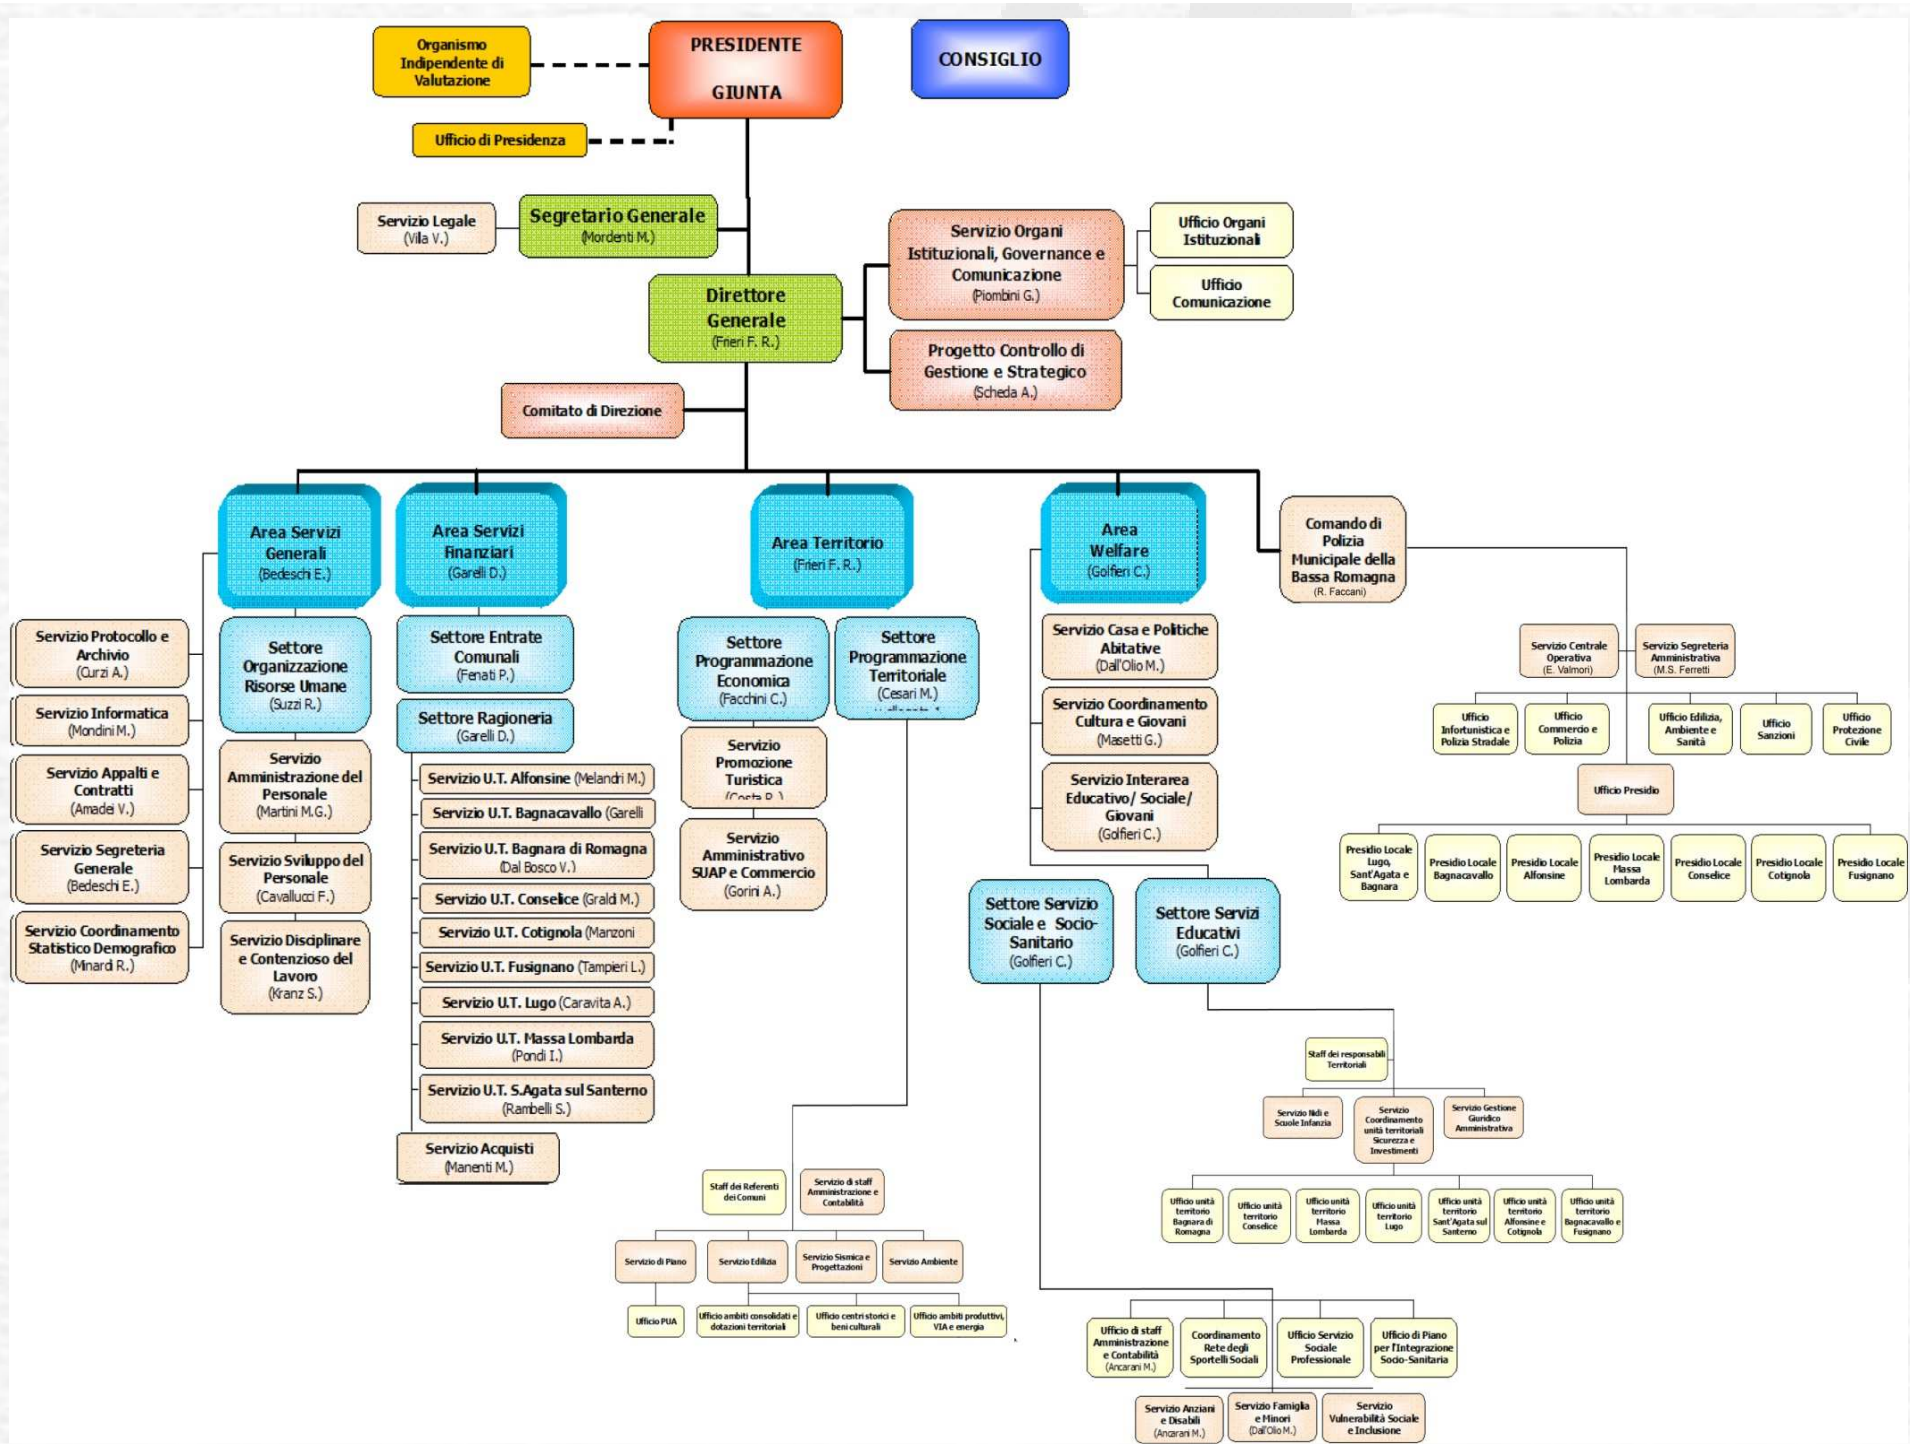 Organismo
Indipendente di
Valutazione
PRESIDENTE
GIUNTA
CONSIGLIO
Ufficio di Presidenza
Servizio Legale
(Villa V.)
Segretario Generale
(Mordenti M.)
Servizio Organi
Istituzionali, Governance e
Comunicazione
(Piombini G.)
Ufficio Organi
Istituzionali
Ufficio
Comunicazione
Direttore
Generale
(Frieri F. R.)
Progetto Controllo di
Gestione e Strategico
(Scheda A.)
Comitato di Direzione
Area Servizi
Generali
(Bedeschi E.)
Area Servizi
Finanziari
(Garelli D.)
Area Territorio
(Frieri F. R.)
Area
Welfare
(Golfieri C.)
Comando di
Polizia
Municipale della
Bassa Romagna
(R. Faccani)
Servizio Protocollo e
Archivio
(Curzi A.)
Servizio Informatica
(Mondini M.)
Servizio Appalti e
Contratti
(Amadei V.)
Servizio Segreteria
Generale
(Bedeschi E.)
Servizio Coordinamento
Statistico Demografico
(Minardi R.)
Settore
Organizzazione
Risorse Umane
(Suzzi R.)
Servizio
Amministrazione del
Personale
(Martini M.G.)
Servizio Sviluppo del
Personale
(Cavallucci F.)
Servizio Disciplinare
e Contenzioso del
Lavoro
(Kranz S.)
Settore Entrate
Comunali
(Fenati P.)
Settore Ragioneria
(Garelli D.)
Servizio U.T. Alfonsine (Melandri M.)
Servizio U.T. Bagnacavallo (Garelli
Servizio U.T. Bagnara di Romagna
(Dal Bosco V.)
Servizio U.T. Conselice (Graldi M.)
Servizio U.T. Cotignola (Manzoni
Servizio U.T. Fusignano (Tampieri L.)
Servizio U.T. Lugo (Caravita A.)
Servizio U.T. Massa Lombarda
(Pondi I.)
Servizio U.T. S.Agata sul Santerno
(Rambelli S.)
Servizio Acquisti
(Manenti M.)
Settore
Programmazione
Economica
(Facchini C.)
Servizio
Promozione
Turistica
(Costa R.)
Servizio
Amministrativo
SUAP e Commercio
(Gorini A.)
Settore
Programmazione
Territoriale
(Cesari M.)
Servizio Casa e Politiche
Abitative
(Dall'Olio M.)
Servizio Coordinamento
Cultura e Giovani
(Masetti G.)
Servizio Interarea
Educativo/ Sociale/
Giovani
(Golfieri C.)
Settore Servizio
Sociale e Socio-
Sanitario
(Golfieri C.)
Settore Servizi
Educativi
(Golfieri C.)
Servizio Centrale
Operativa
(E. Valmori)
Servizio Segreteria
Amministrativa
(M.S. Ferretti
Ufficio
Infortunistica e
Polizia Stradale
Ufficio
Commercio e
Polizia
Ufficio Edilizia,
Ambiente e
Sanità
Ufficio
Sanzioni
Ufficio
Protezione
Civile
Ufficio Presidio
Presidio Locale
Lugo,
Sant'Agata e
Bagnara
Presidio Locale
Bagnacavallo
Presidio Locale
Alfonsine
Presidio Locale
Massa
Lombarda
Presidio Locale
Conselice
Presidio Locale
Cotignola
Presidio Locale
Fusignano
Staff dei responsabili
Territoriali
Servizio Nidi e
Scuole Infanzia
Servizio
Coordinamento
unità territoriali
Sicurezza e
Investimenti
Servizio Gestione
Giuridico
Amministrativa
Ufficio unità
territorio
Bagnara di
Romagna
Ufficio unità
territorio
Conselice
Ufficio unità
territorio
Massa
Lombarda
Ufficio unità
territorio
Lugo
Ufficio unità
territorio
Sant'Agata sul
Santerno
Ufficio unità
territorio
Alfonsine e
Cotignola
Ufficio unità
territorio
Bagnacavallo e
Fusignano
Staff dei Referenti
dei Comuni
Servizio di staff
Amministrazione e
Contabilità
Servizio di Piano
Servizio Edilizia
Servizio Sismica e
Progettazioni
Servizio Ambiente
Ufficio PUA
Ufficio ambiti consolidati e
dotazioni territoriali
Ufficio centri storici e
beni culturali
Ufficio ambiti produttivi,
VIA e energia
Ufficio di staff
Amministrazione
e Contabilità
(Ancarani M.)
Coordinamento
Rete degli
Sportelli Sociali
Ufficio Servizio
Sociale
Professionale
Ufficio di Piano
per l'Integrazione
Socio-Sanitaria
Servizio Anziani
e Disabili
(Ancarani M.)
Servizio Famiglia
e Minori
(Dall'Olio M.)
Servizio
Vulnerabilità Sociale
e Inclusione